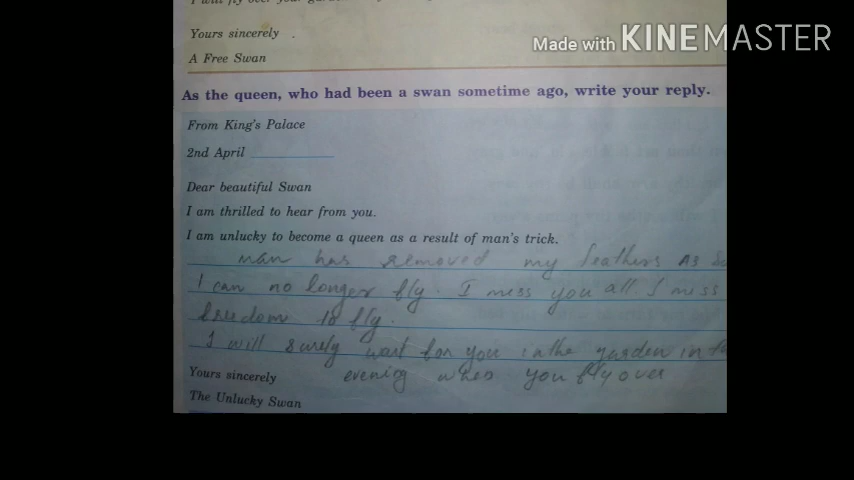 Made with KINEMASTER
Yours sincerely .
A Free Swan
As the queen, who had been a swan sometime ago, write your reply.
From King's Palace
2nd April
Dear beautiful Swan
I am thrilled to hear from you.
I am unlucky to become a queen as a result of man's trick.
man has removed my feathers As
I can no longer fly. I miss you all. I miss
freedom to fly.
I will surely wait for you in the garden in
evening when you fly over
Yours sincerely
The Unlucky Swan